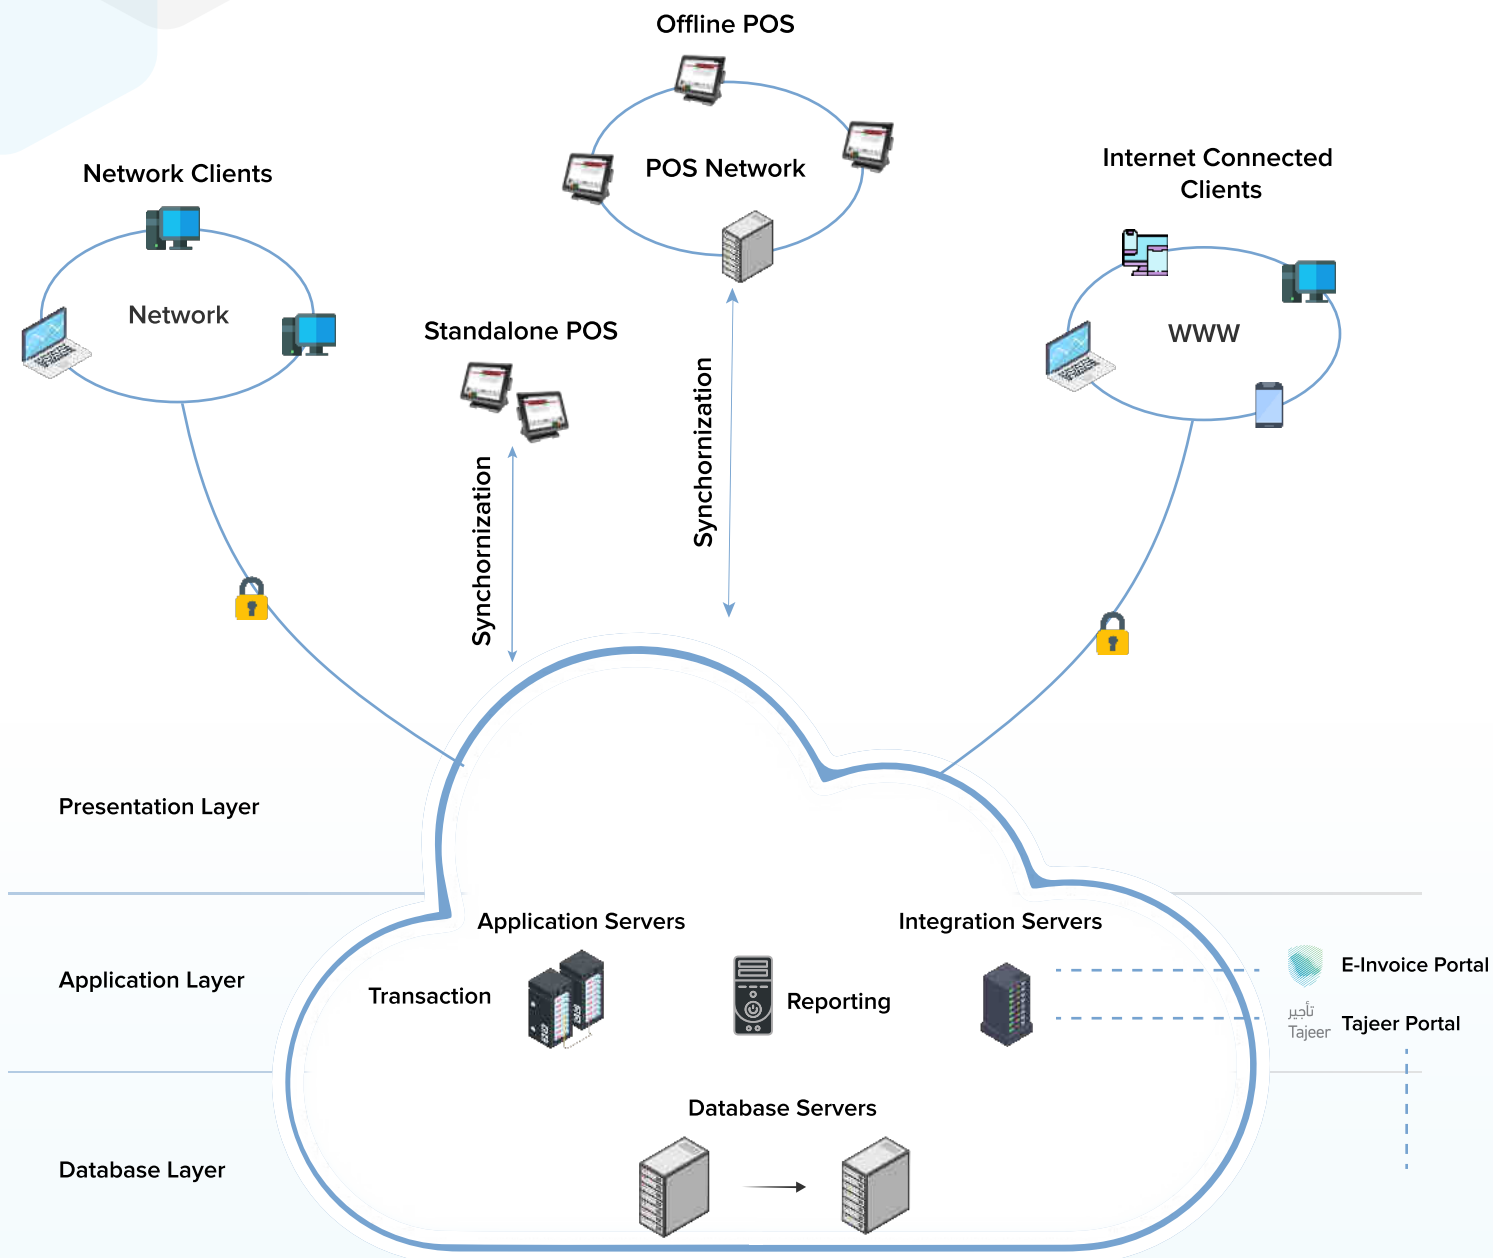 Offline POS
POS Network
Network Clients
Network
Internet Connected
Clients
WWW
Standalone POS
Synchornization
Synchornization
Presentation Layer
Application Servers
Integration Servers
Application Layer
Transaction
Reporting
E-Invoice Portal
تأجير
Tajeer
Tajeer Portal
Database Servers
Database Layer